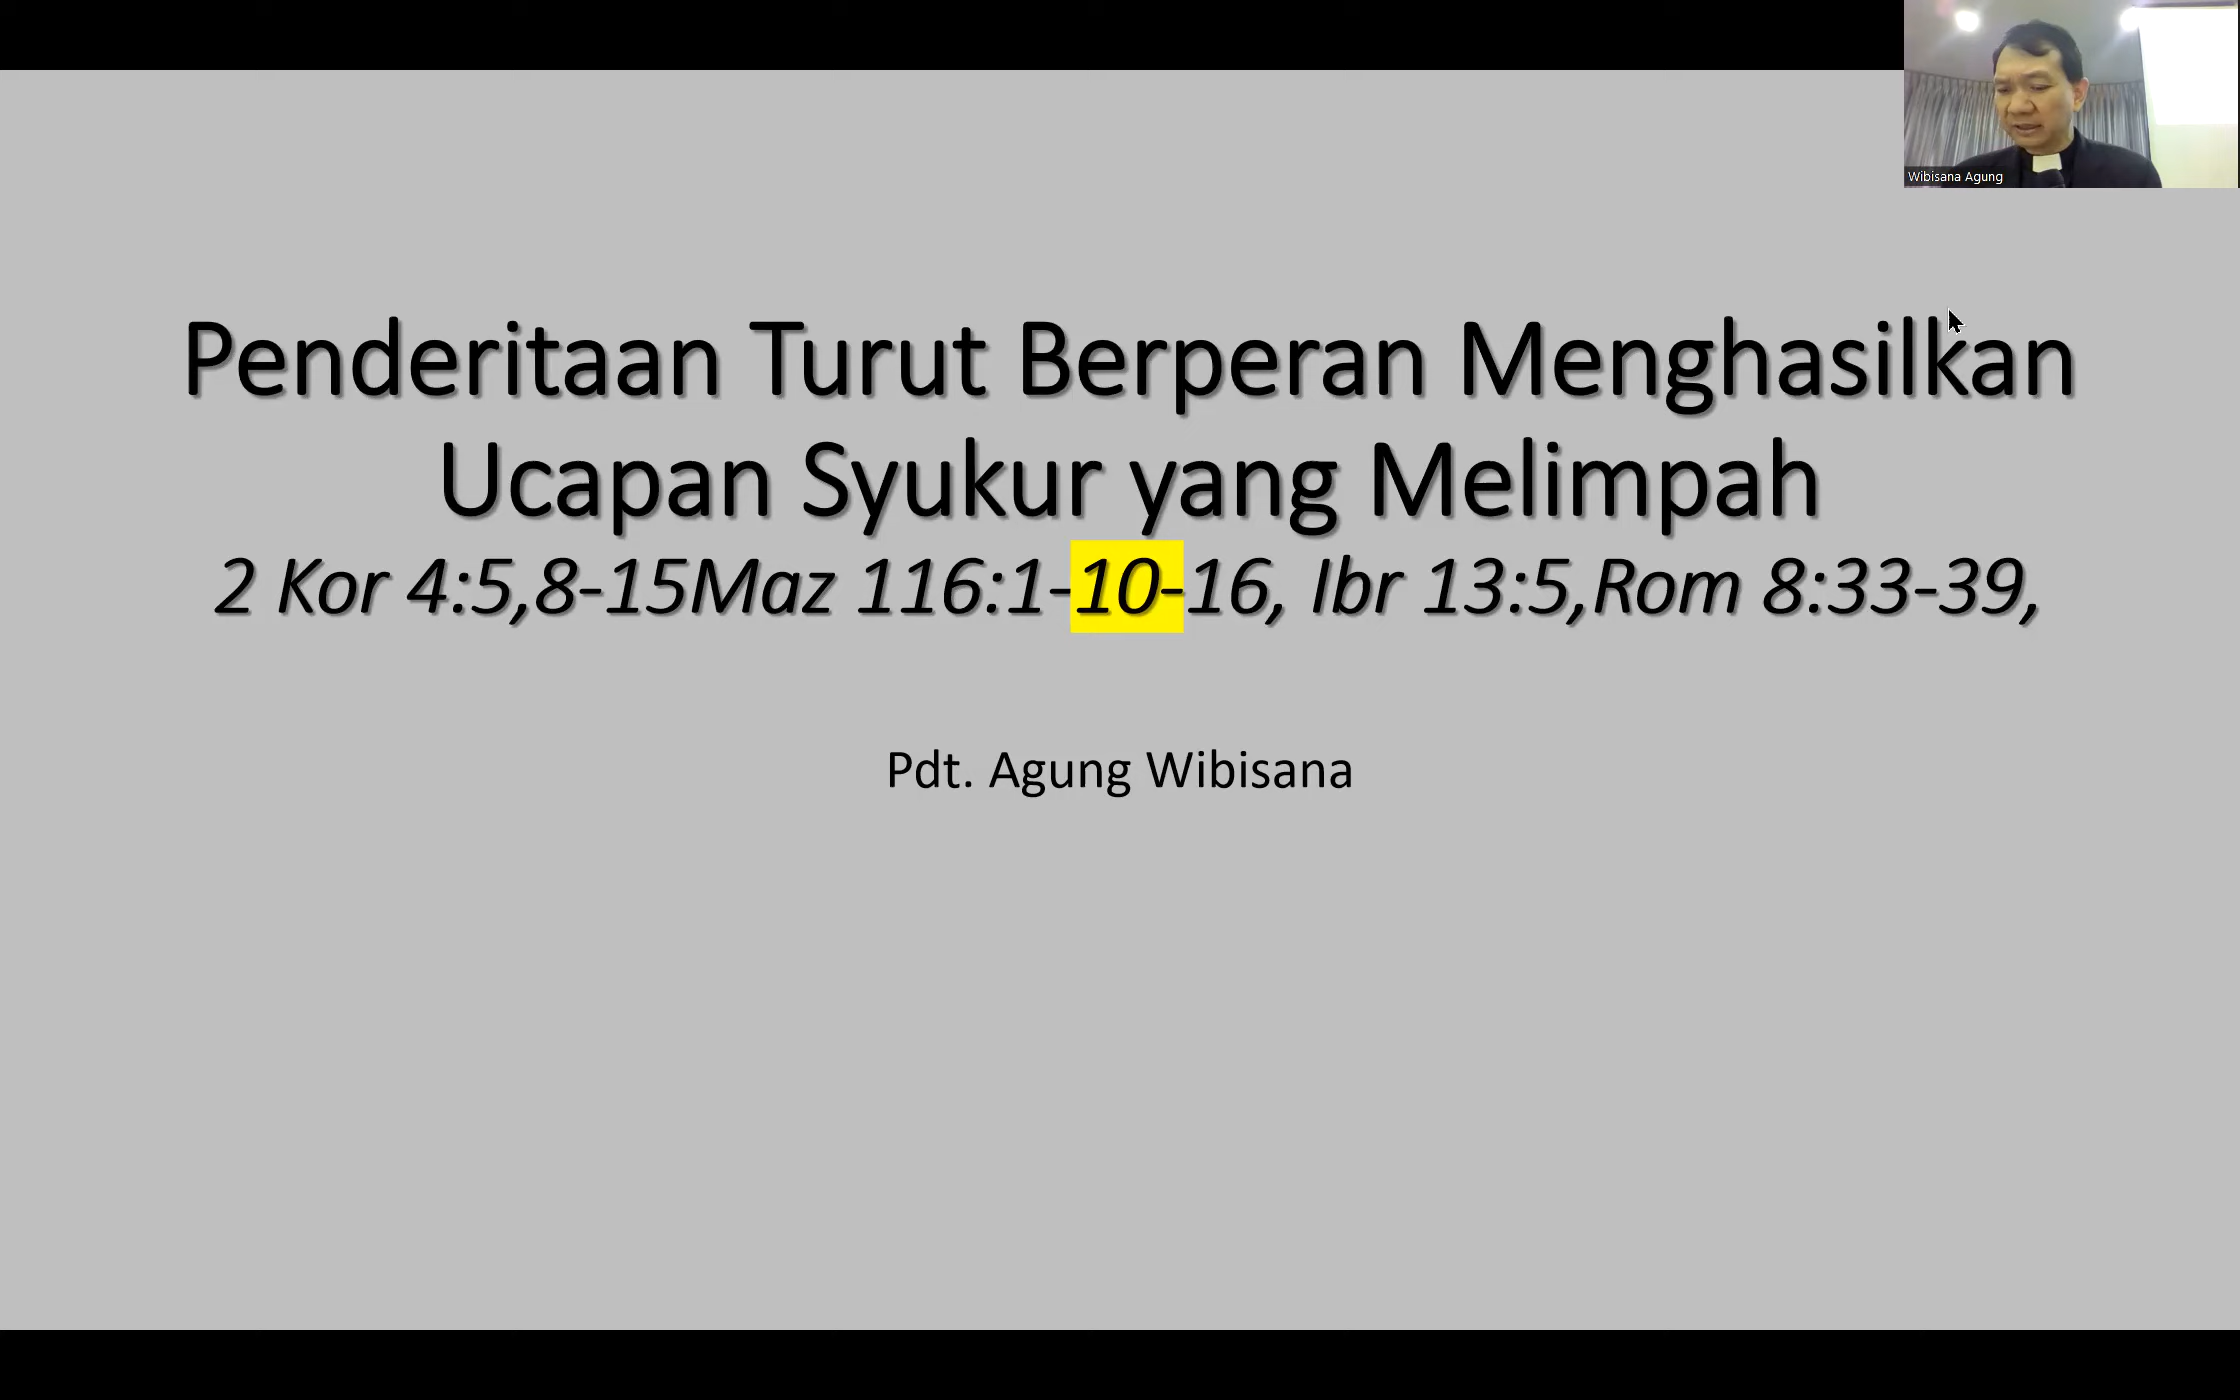 Wibisana Agung
Penderitaan Turut Berperan Menghasilkan
Ucapan Syukur yang Melimpah
2 Kor 4:5,8-15Maz 116:1-10-16, Ibr 13:5,Rom 8:33-39,
Pdt. Agung Wibisana